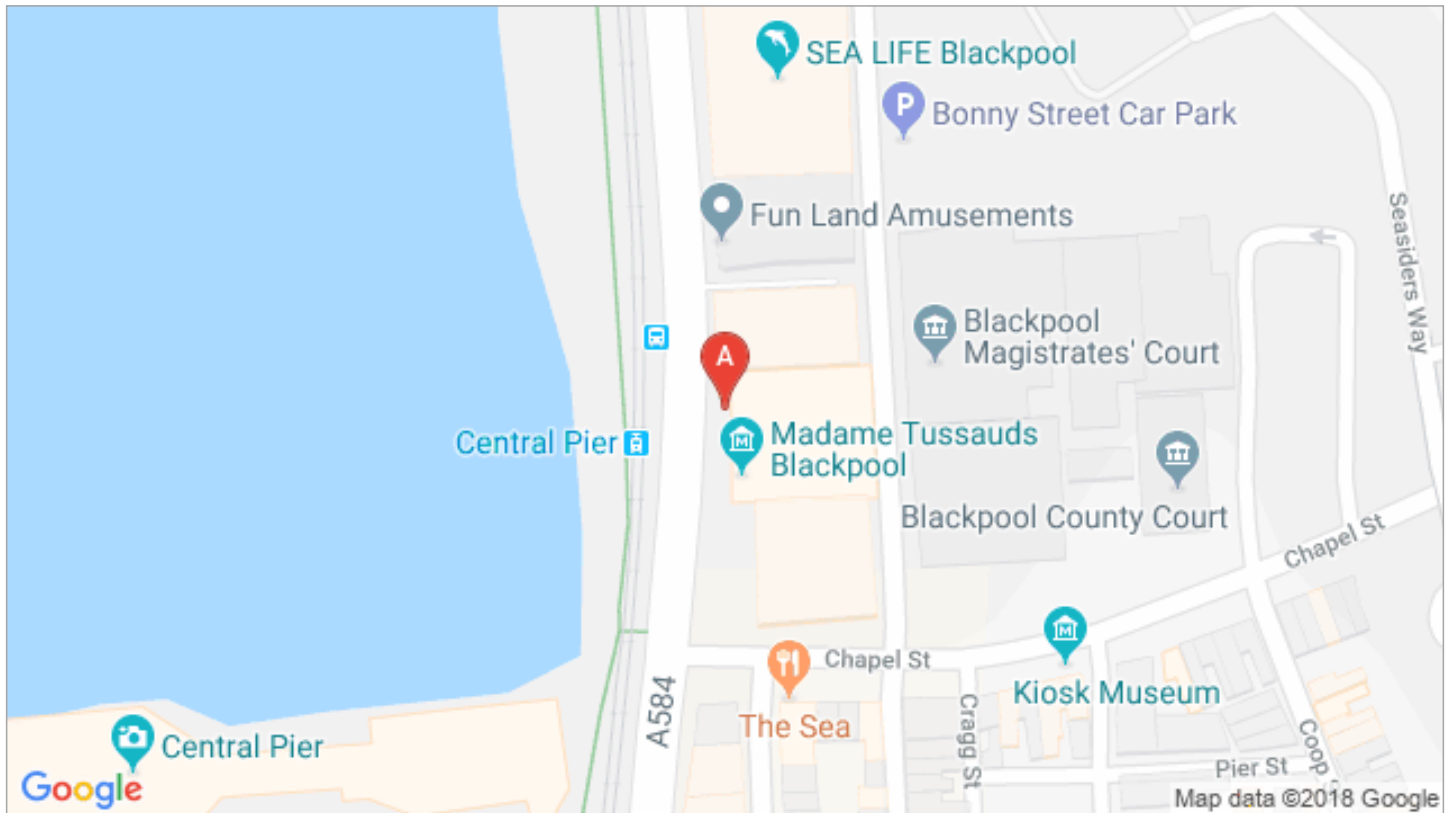 SEA LIFE Blackpool
P
Bonny Street Car Park
Seasiders Way
Fun Land Amusements
Blackpool
Magistrates' Court
A
Central Pier
M
Madame Tussauds
Blackpool
Blackpool County Court
Chapel St
M
Chapel St
Kiosk Museum
A584
The Sea
Cragg St
Coop
Central Pier
Pier St
Google
Map data ©2018 Google